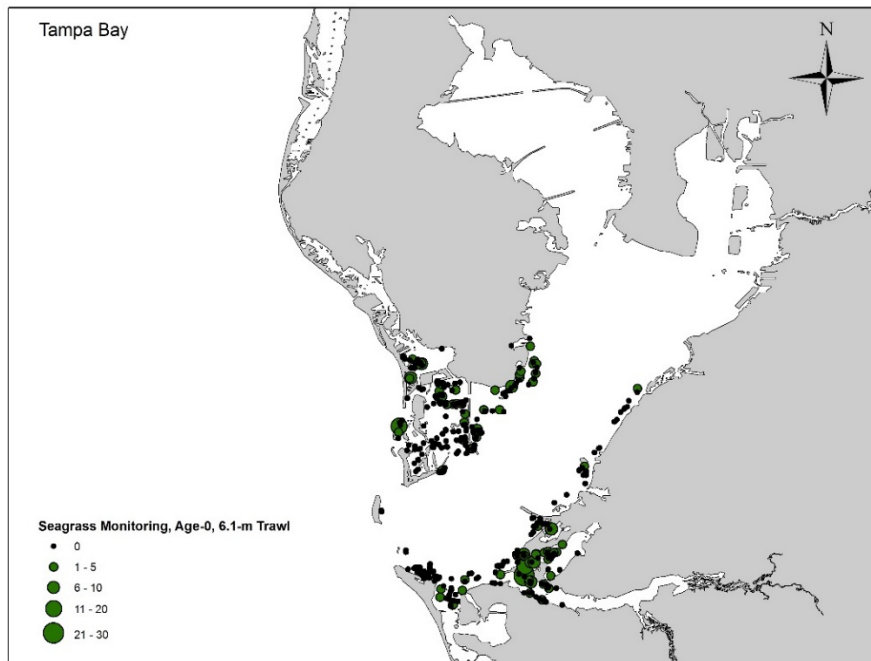 Tampa Bay
N
Seagrass Monitoring, Age-0, 6.1-m Trawl
0
1 - 5
6 - 10
11 - 20
21 - 30